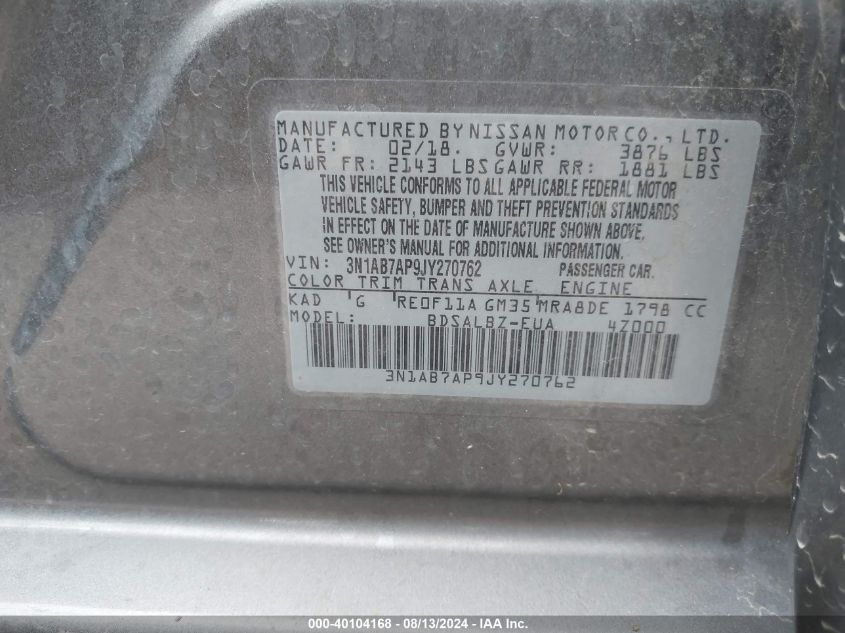 MANUFACTURED BY NISSAN MOTOR CO., LTD.
DATE: 02/18. GVWR: 3876 LBS
GAWR FR: 2143 LBS GAWR RR: 1881 LBS
THIS VEHICLE CONFORMS TO ALL APPLICABLE FEDERAL MOTOR
VEHICLE SAFETY, BUMPER AND THEFT PREVENTION STANDARDS
IN EFFECT ON THE DATE OF MANUFACTURE SHOWN ABOVE.
SEE OWNER'S MANUAL FOR ADDITIONAL INFORMATION.
VIN: 3N1AB7AP9JY270762 PASSENGER CAR.
COLOR TRIM TRANS AXLE ENGINE
KAD 'G RE0F11A GM35'MRA8DE 1798 CC
MODEL: BDSALBZ-EUA 4Z000
3N1AB7AP9JY270762
000-40104168 - 08/13/2024 - IAA Inc.